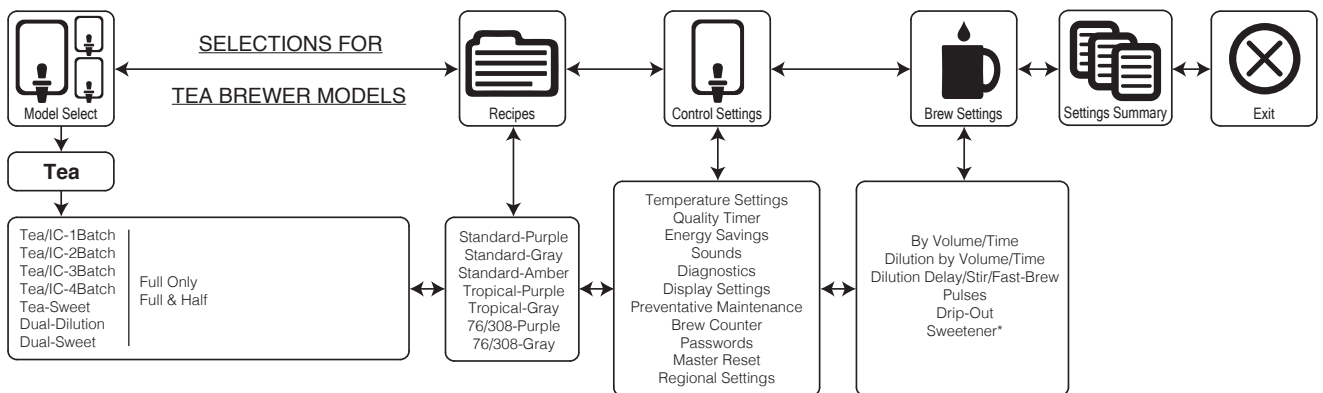 SELECTIONS FOR
TEA BREWER MODELS
Model Select
Recipes
Control Settings
Brew Settings
Settings Summary
Exit
Tea
Tea/IC-1Batch
Tea/IC-2Batch
Tea/IC-3Batch
Tea/IC-4Batch
Tea-Sweet
Dual-Dilution
Dual-Sweet
Full Only
Full & Half
Standard-Purple
Standard-Gray
Standard-Amber
Tropical-Purple
Tropical-Gray
76/308-Purple
76/308-Gray
Temperature Settings
Quality Timer
Energy Savings
Sounds
Diagnostics
Display Settings
Preventative Maintenance
Brew Counter
Passwords
Master Reset
Regional Settings
By Volume/Time
Dilution by Volume/Time
Dilution Delay/Stir/Fast-Brew
Pulses
Drip-Out
Sweetener*